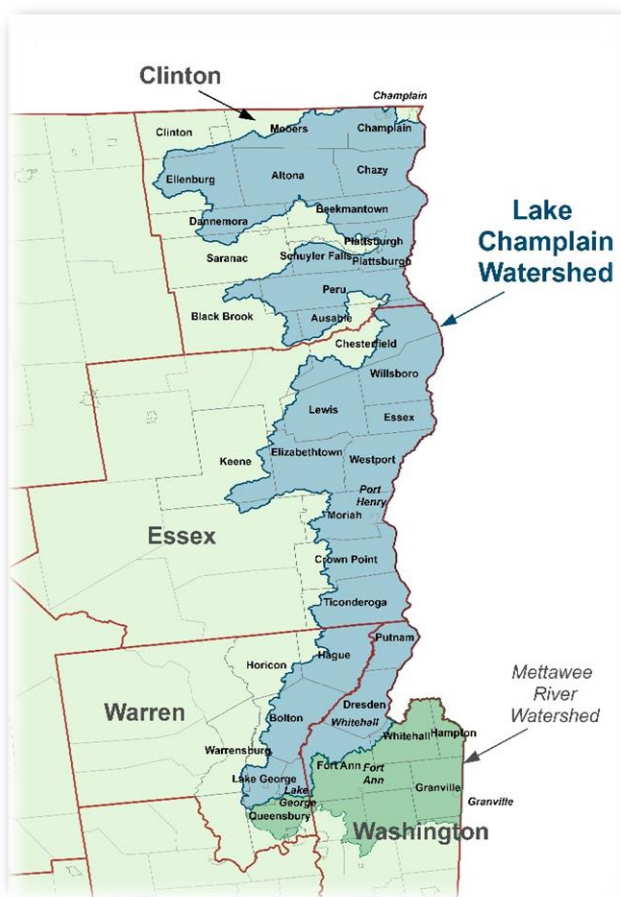 Champlain
Clinton
Clinton
Mooers
Champlain
Ellenburg
Altona
Chazy
Dannemora
Beekmantown
Lake
Champlain
Watershed
Saranac
Plattsburgh
Schuyler Falls
Plattsburgh
Peru
Black Brook
Ausable
Chesterfield
Willsboro
Lewis
Essex
Keene
Elizabethtown
Westport
Port
Henry
Moriah
Essex
Crown Point
Ticonderoga
Putnam
Hague
Horicon
Mettawee
River
Watershed
Warren
Dresden
Bolton
Whitehall
Whitehall
Hampton
Warrensburg
Fort Ann
Fort
Ann
Lake George
Lake
George
Granville
Granville
Queensbury
Washington